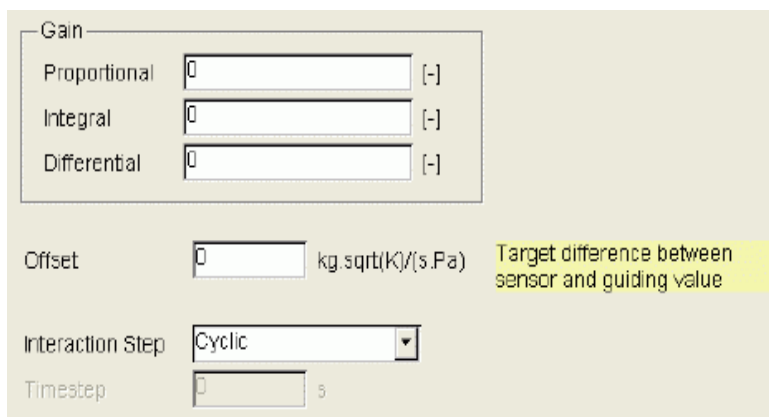 Gain
Proportional 0 [-]
Integral 0 [-]
Differential 0 [-]
Offset 0 kg.sqrt(K)/(s.Pa) Target difference between
sensor and guiding value
Interaction Step Cyclic
Timestep 0 s